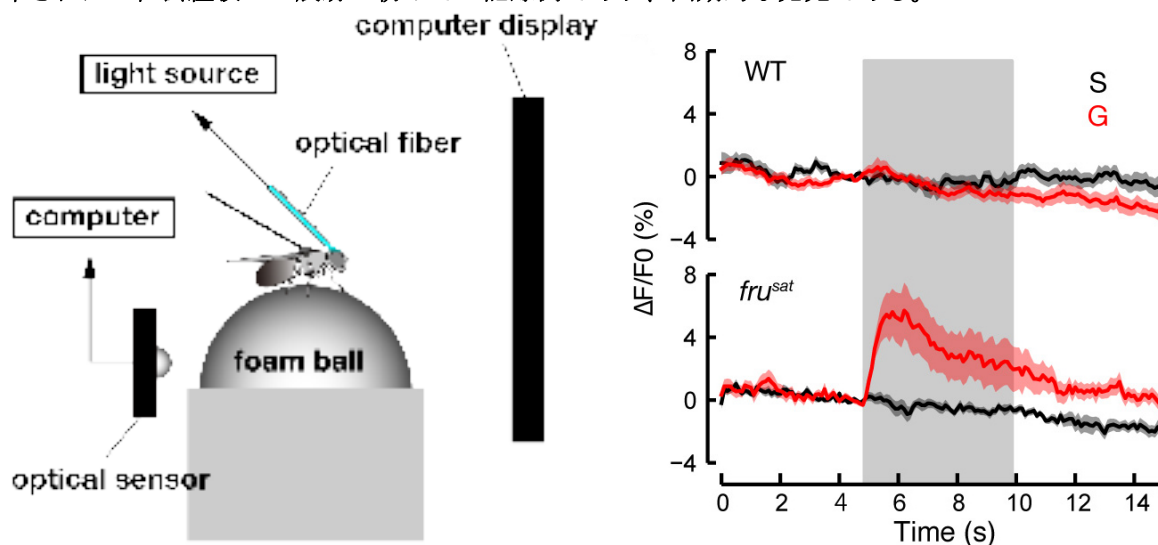 computer display
light source
optical fiber
computer
foam ball
optical sensor
8
4
0
−4
8
4
0
−4
ΔF/F0 (%)
WT
S
G
fru^sat
0 2 4 6 8 10 12 14
Time (s)